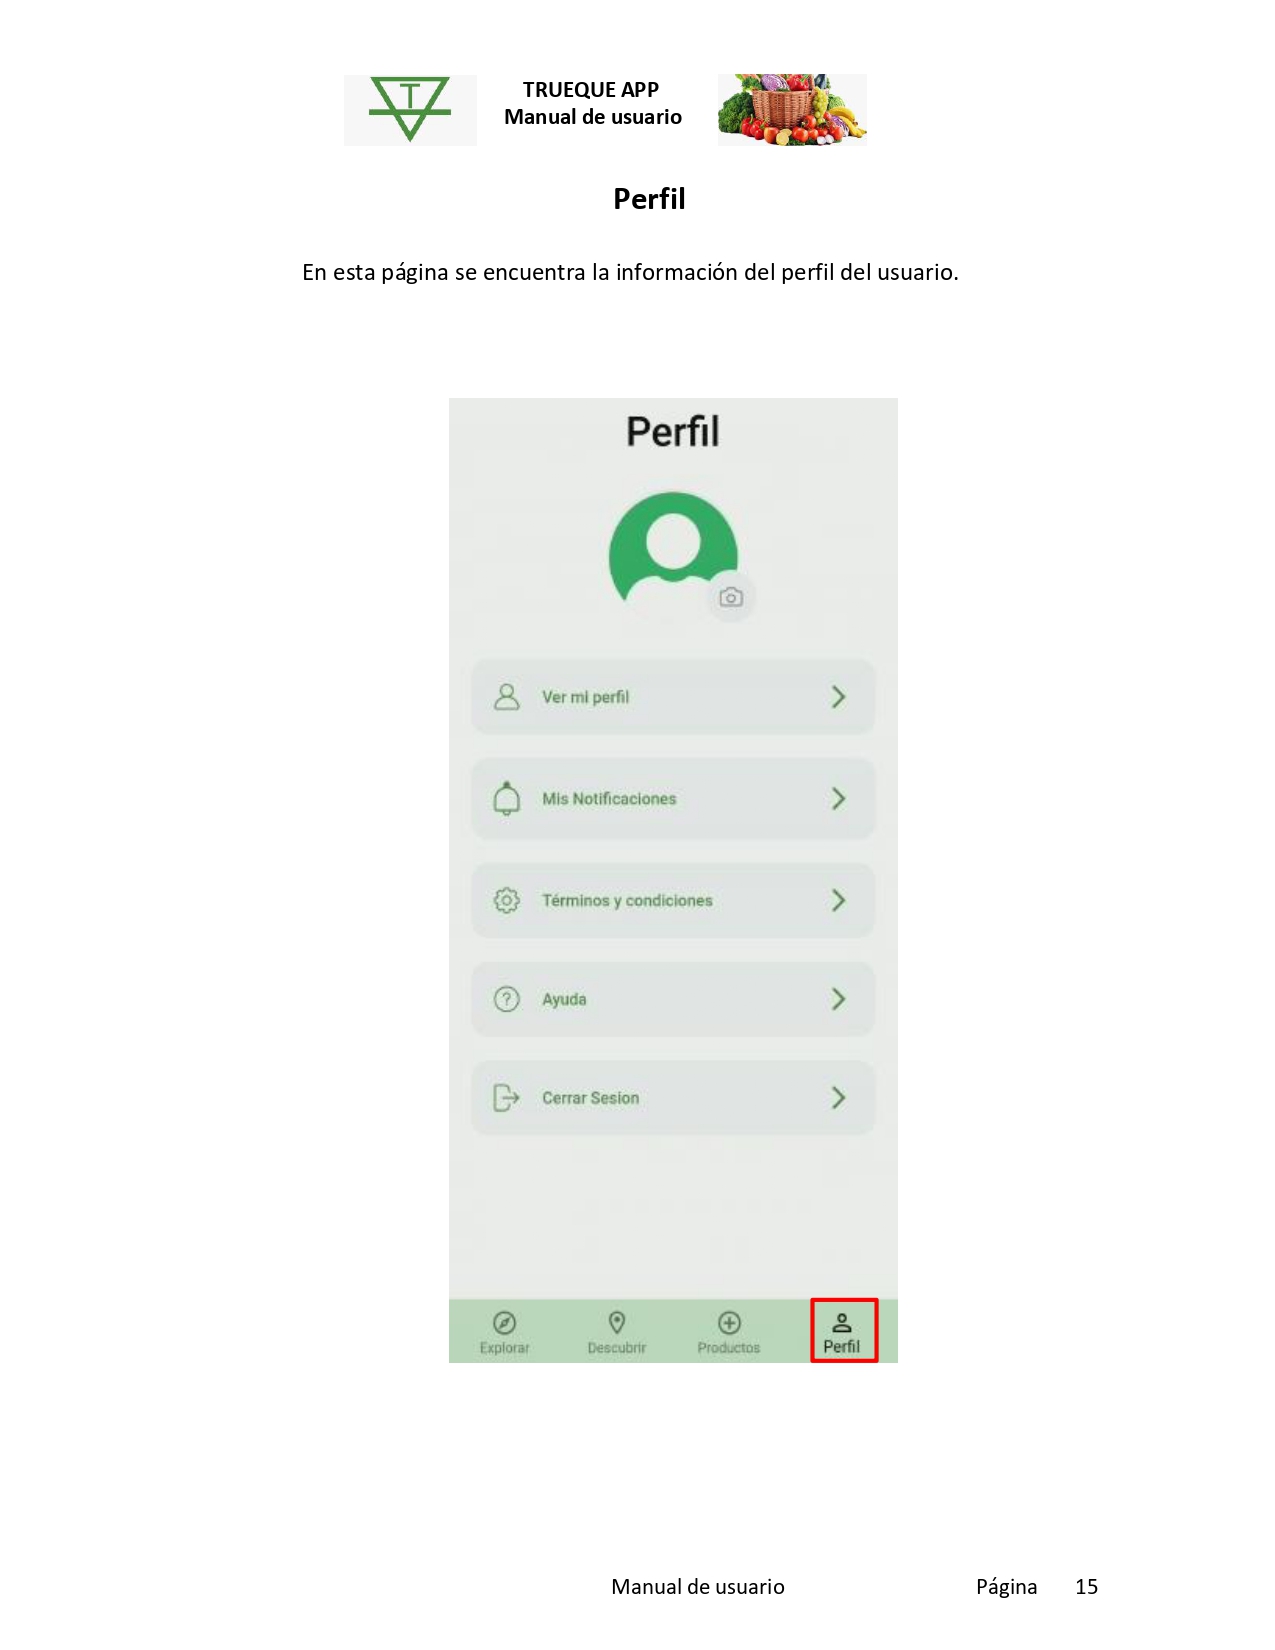 T
TRUEQUE APP
Manual de usuario
Perfil
En esta página se encuentra la información del perfil del usuario.
Perfil
Ver mi perfil
Mis Notificaciones
Términos y condiciones
?
Ayuda
Cerrar Sesion
Explorar
Descubrir
Productos
Perfil
Manual de usuario Página 15